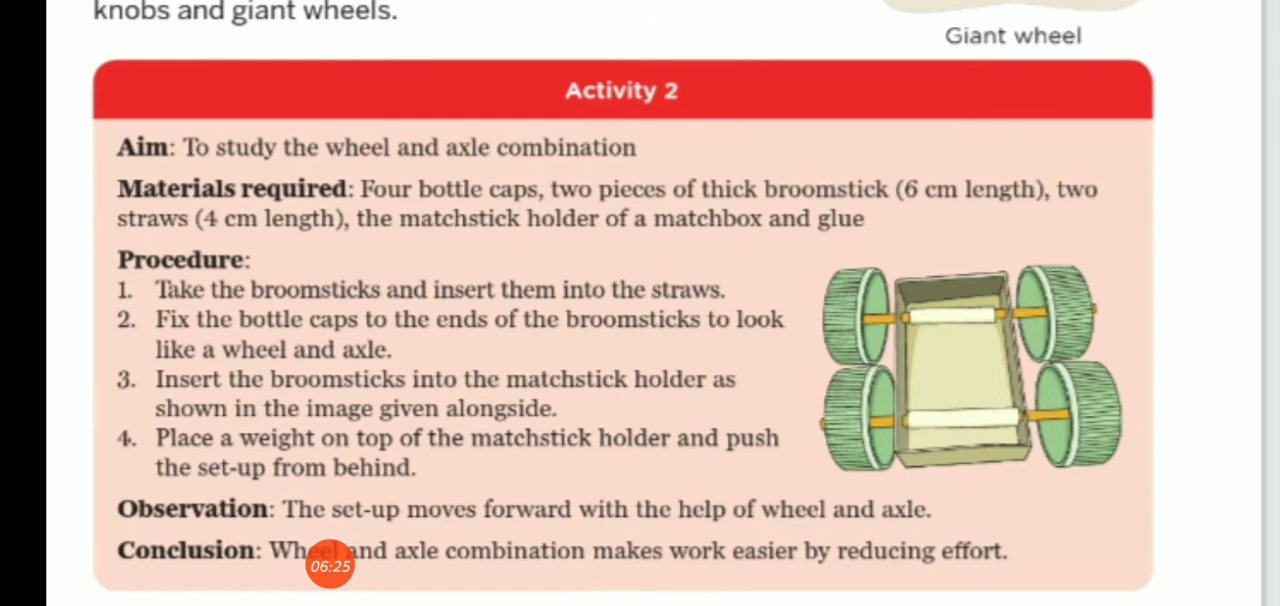 knobs and giant wheels.
Giant wheel
Activity 2
Aim: To study the wheel and axle combination
Materials required: Four bottle caps, two pieces of thick broomstick (6 cm length), two
straws (4 cm length), the matchstick holder of a matchbox and glue
Procedure:
1. Take the broomsticks and insert them into the straws.
2. Fix the bottle caps to the ends of the broomsticks to look
like a wheel and axle.
3. Insert the broomsticks into the matchstick holder as
shown in the image given alongside.
4. Place a weight on top of the matchstick holder and push
the set-up from behind.
Observation: The set-up moves forward with the help of wheel and axle.
Conclusion: Wheel and axle combination makes work easier by reducing effort.
06:25